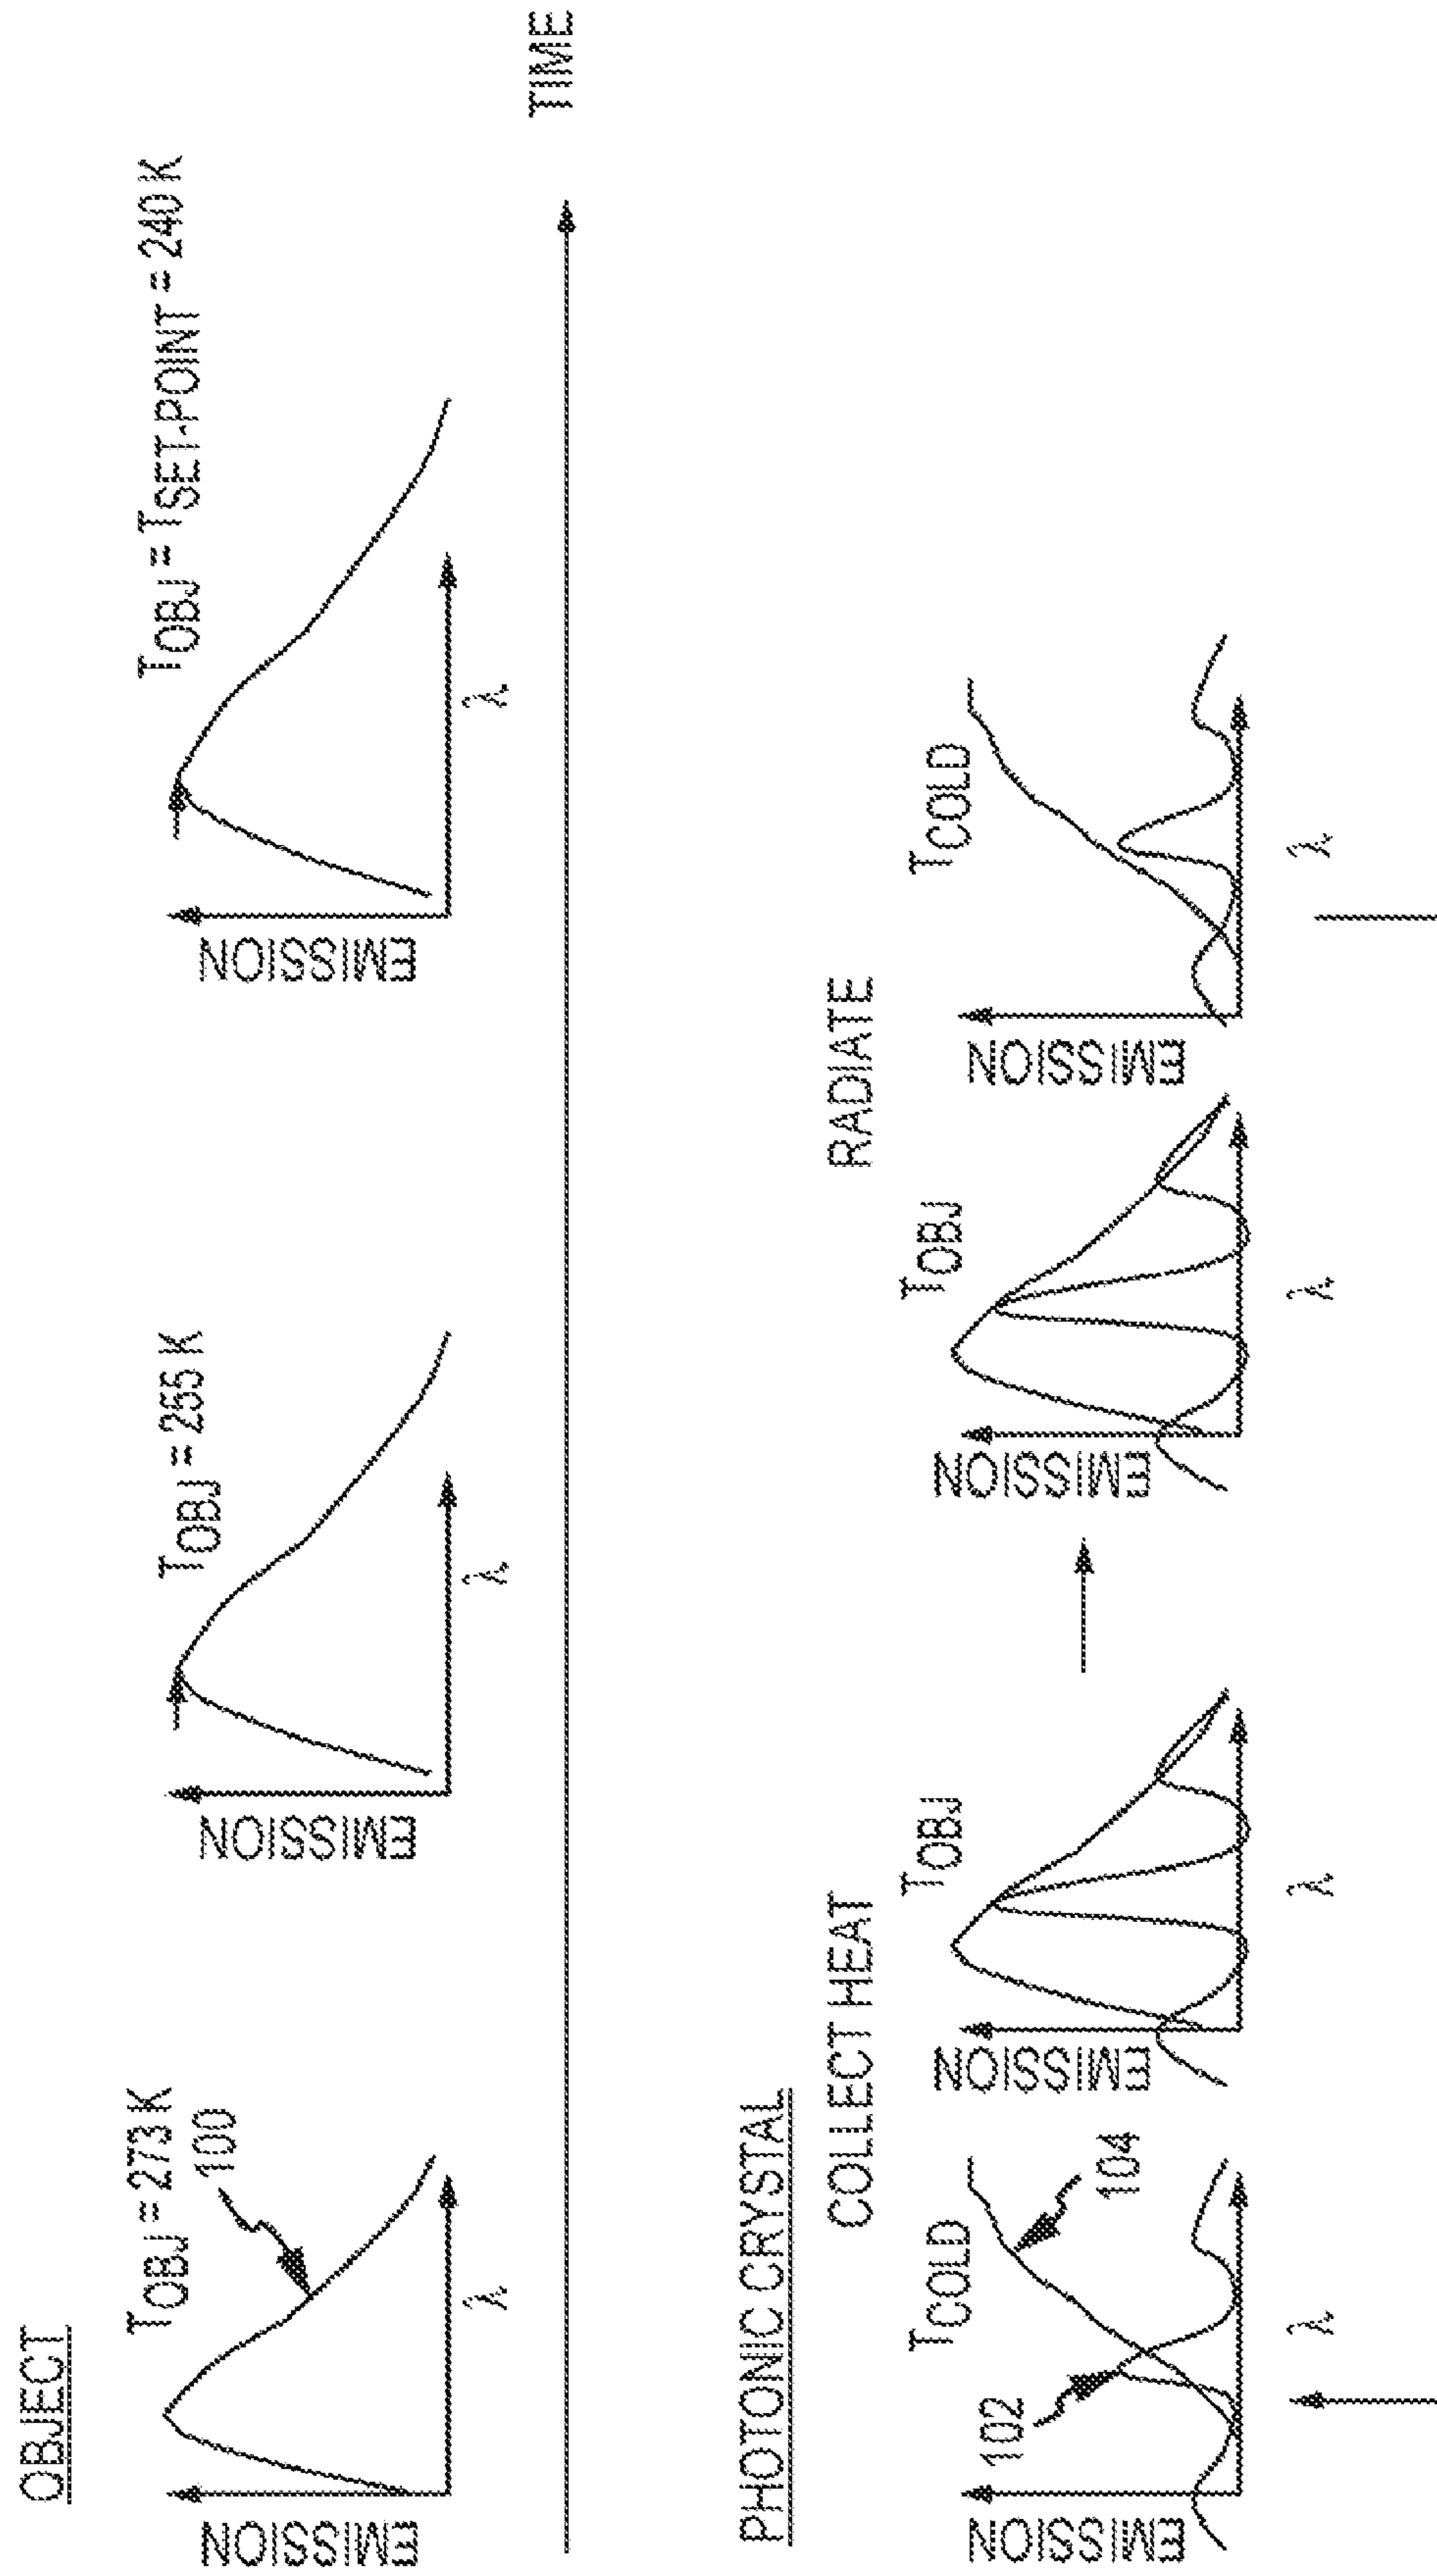 OBJECT
TOBJ = 273 K
100
EMISSION
λ
TOBJ = 255 K
EMISSION
λ
TOBJ = TSET-POINT = 240 K
EMISSION
λ
TIME
PHOTONIC CRYSTAL
COLLECT HEAT
RADIATE
TCOLD
102
104
EMISSION
λ
TOBJ
EMISSION
λ
TOBJ
EMISSION
λ
TCOLD
EMISSION
λ